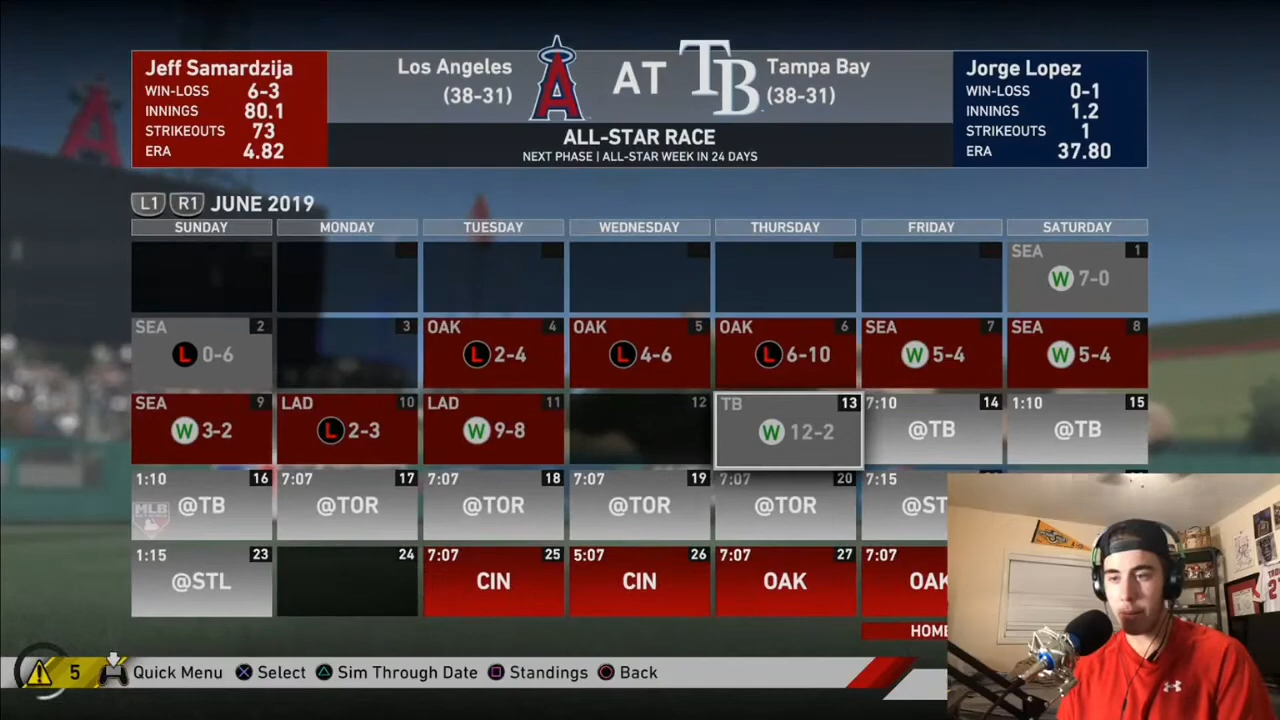 Jeff Samardzija
WIN-LOSS 6-3
INNINGS 80.1
STRIKEOUTS 73
ERA 4.82
Los Angeles
(38-31)
A
AT
TB
Tampa Bay
(38-31)
Jorge Lopez
WIN-LOSS 0-1
INNINGS 1.2
STRIKEOUTS 1
ERA 37.80
ALL-STAR RACE
NEXT PHASE | ALL-STAR WEEK IN 24 DAYS
L1 R1 JUNE 2019
SUNDAY MONDAY TUESDAY WEDNESDAY THURSDAY FRIDAY SATURDAY
SEA 1
W 7-0
SEA 2 3 OAK 4 OAK 5 OAK 6 SEA 7 SEA 8
L 0-6 L 2-4 L 4-6 L 6-10 W 5-4 W 5-4
SEA 9 LAD 10 LAD 11 12 TB 13 7:10 14 1:10 15
W 3-2 L 2-3 W 9-8 W 12-2 @TB @TB
1:10 16 7:07 17 7:07 18 7:07 19 7:07 20 7:15
@TB @TOR @TOR @TOR @TOR @ST
MLB
1:15 23 24 7:07 25 5:07 26 7:07 27 7:07
@STL CIN CIN OAK OAK
HOME
5 Quick Menu Select Sim Through Date Standings Back